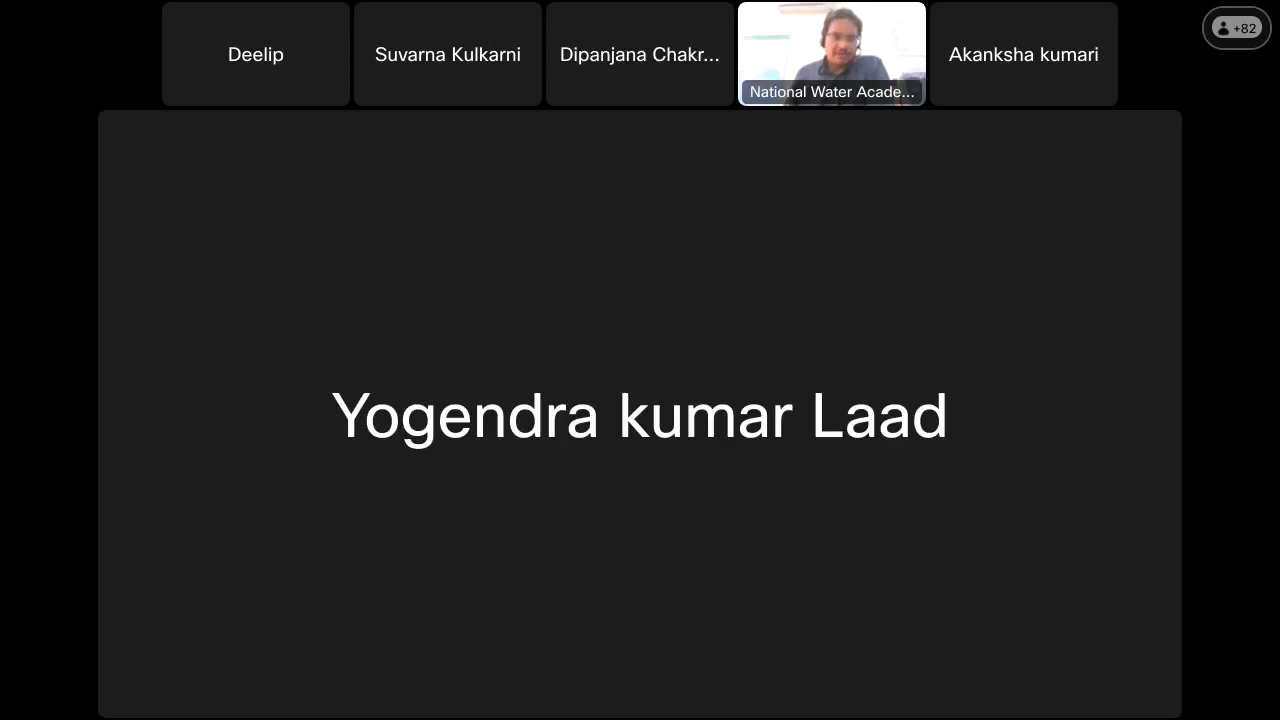 Deelip
Suvarna Kulkarni
Dipanjana Chakr...
National Water Acade...
Akanksha kumari
+82
Yogendra kumar Laad